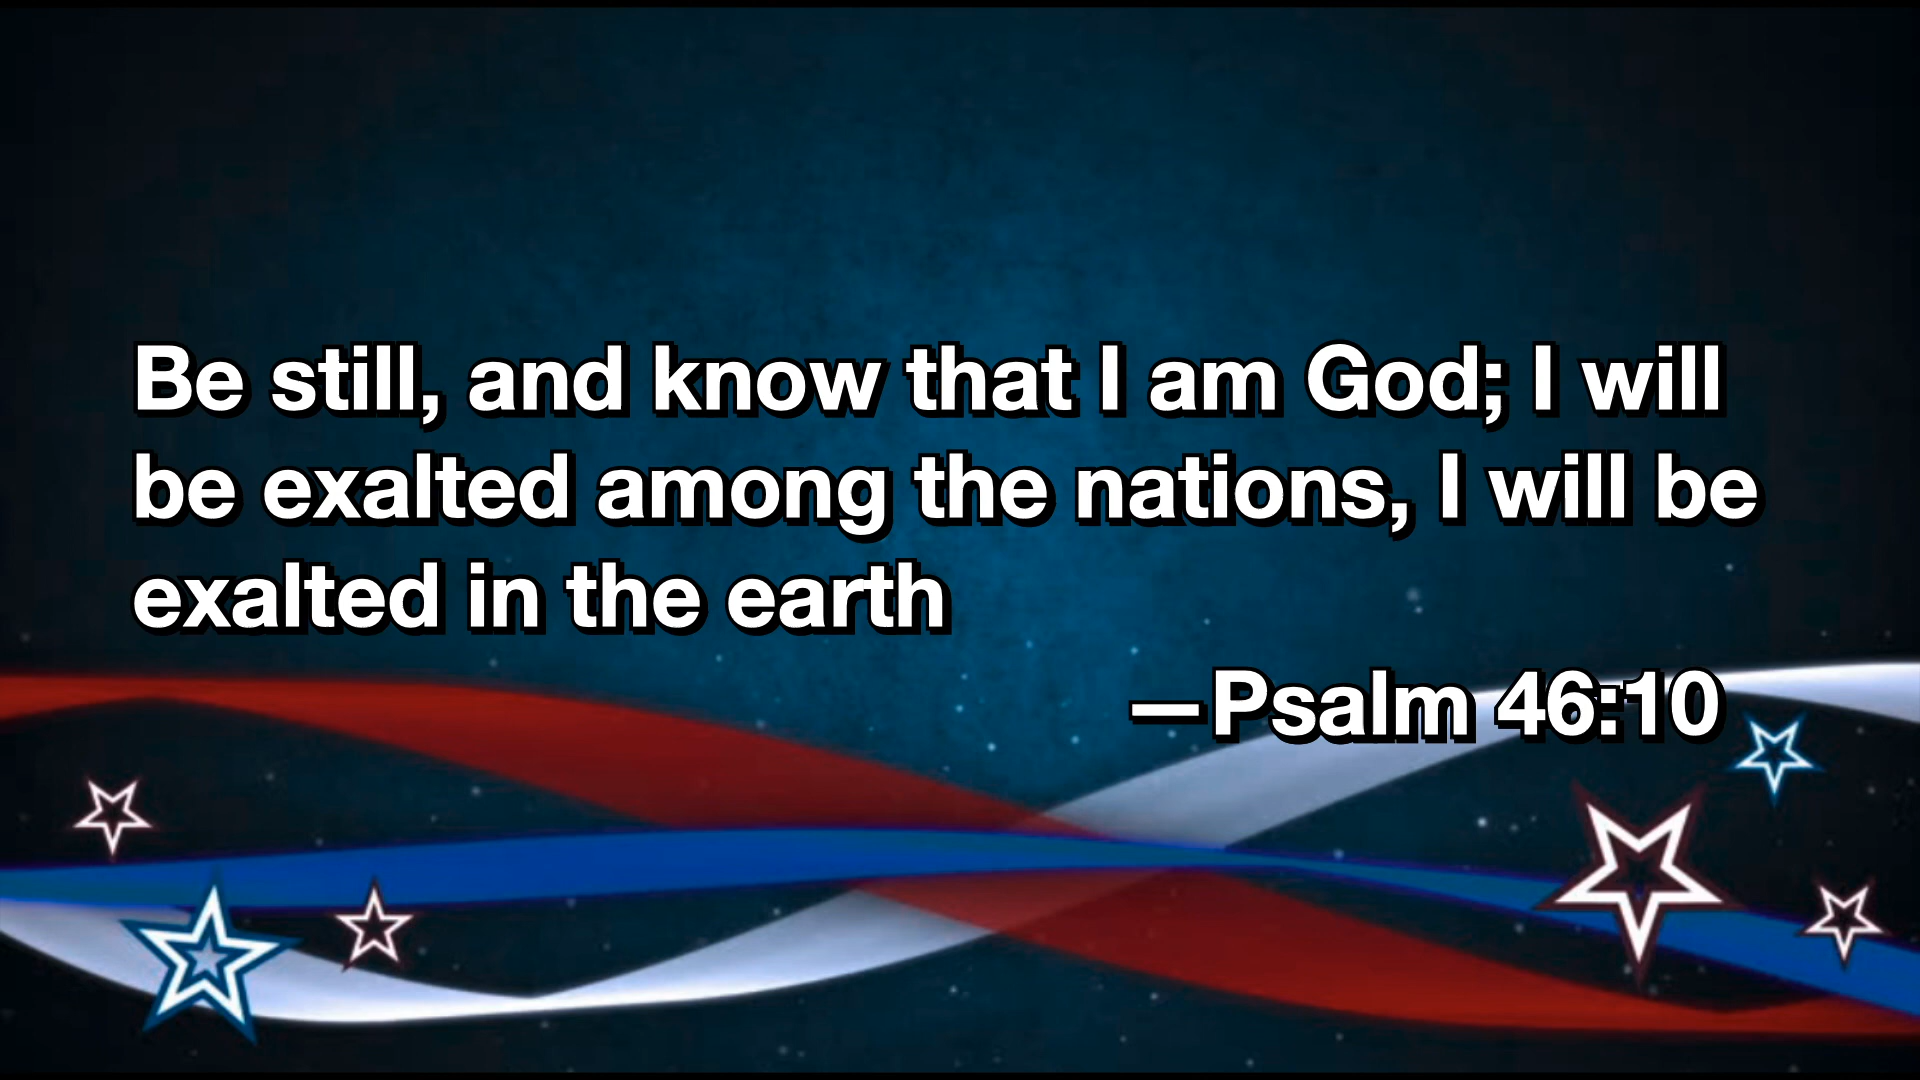 Be still, and know that I am God; I will
be exalted among the nations, I will be
exalted in the earth
—Psalm 46:10